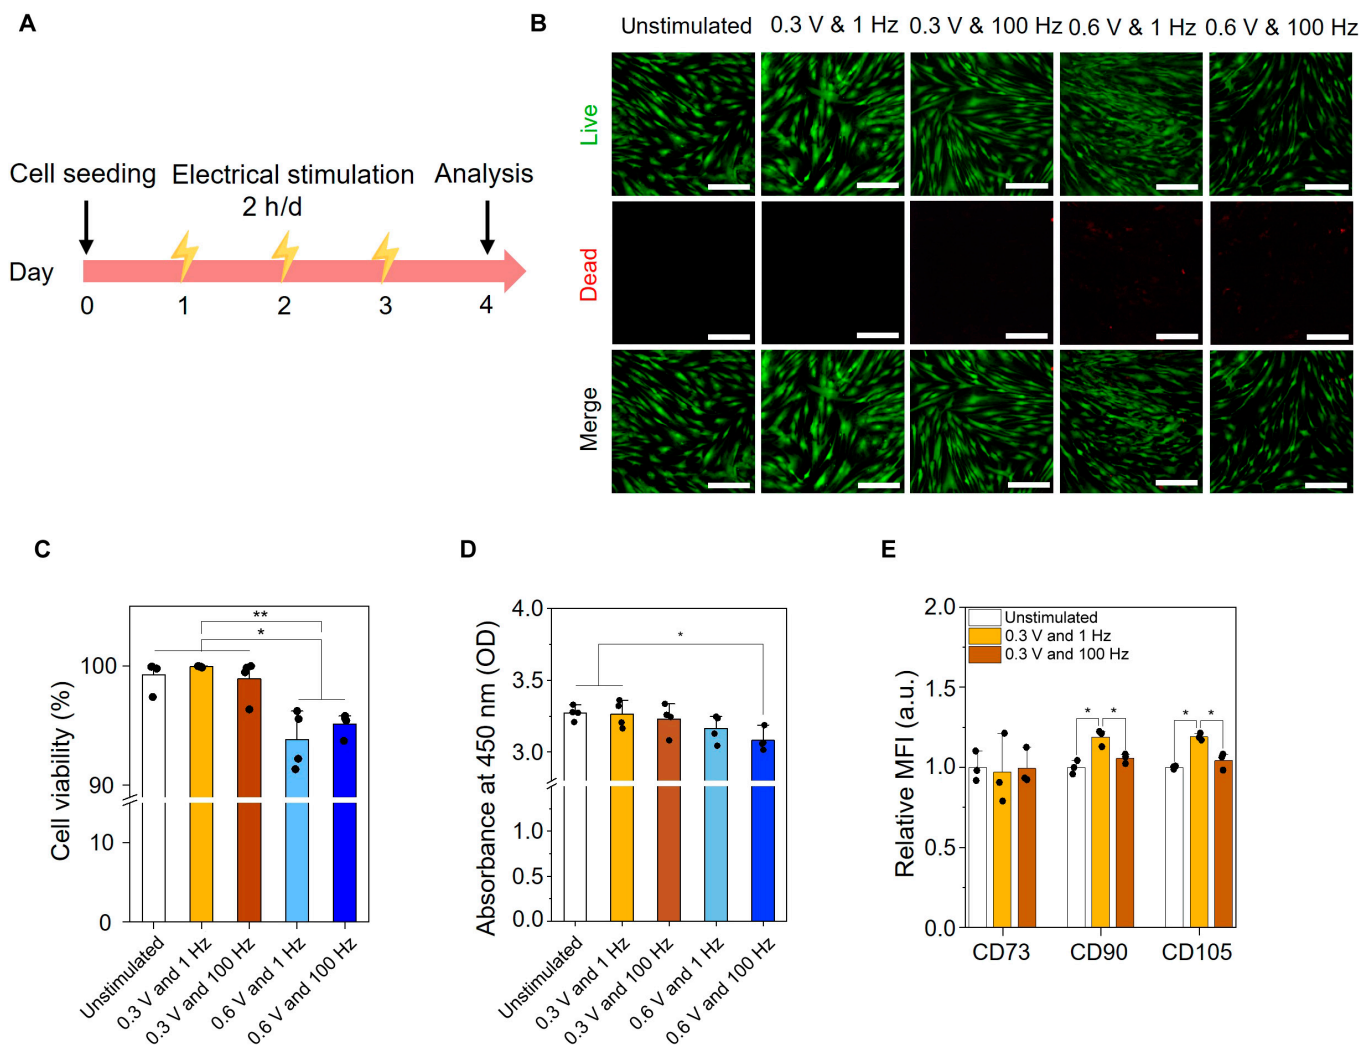 A
Cell seeding
Electrical stimulation
2 h/d
Analysis
Day
0
1
2
3
4
B
Unstimulated
0.3 V & 1 Hz
0.3 V & 100 Hz
0.6 V & 1 Hz
0.6 V & 100 Hz
Live
Dead
Merge
C
Cell viability (%)
100
90
10
0
**
*
Unstimulated
0.3 V and 1 Hz
0.3 V and 100 Hz
0.6 V and 1 Hz
0.6 V and 100 Hz
D
Absorbance at 450 nm (OD)
4.0
3.5
3.0
1.0
0.5
0.0
*
Unstimulated
0.3 V and 1 Hz
0.3 V and 100 Hz
0.6 V and 1 Hz
0.6 V and 100 Hz
E
Relative MFI (a.u.)
2.0
1.5
1.0
0.5
0.0
Unstimulated
0.3 V and 1 Hz
0.3 V and 100 Hz
* *
* *
CD73
CD90
CD105